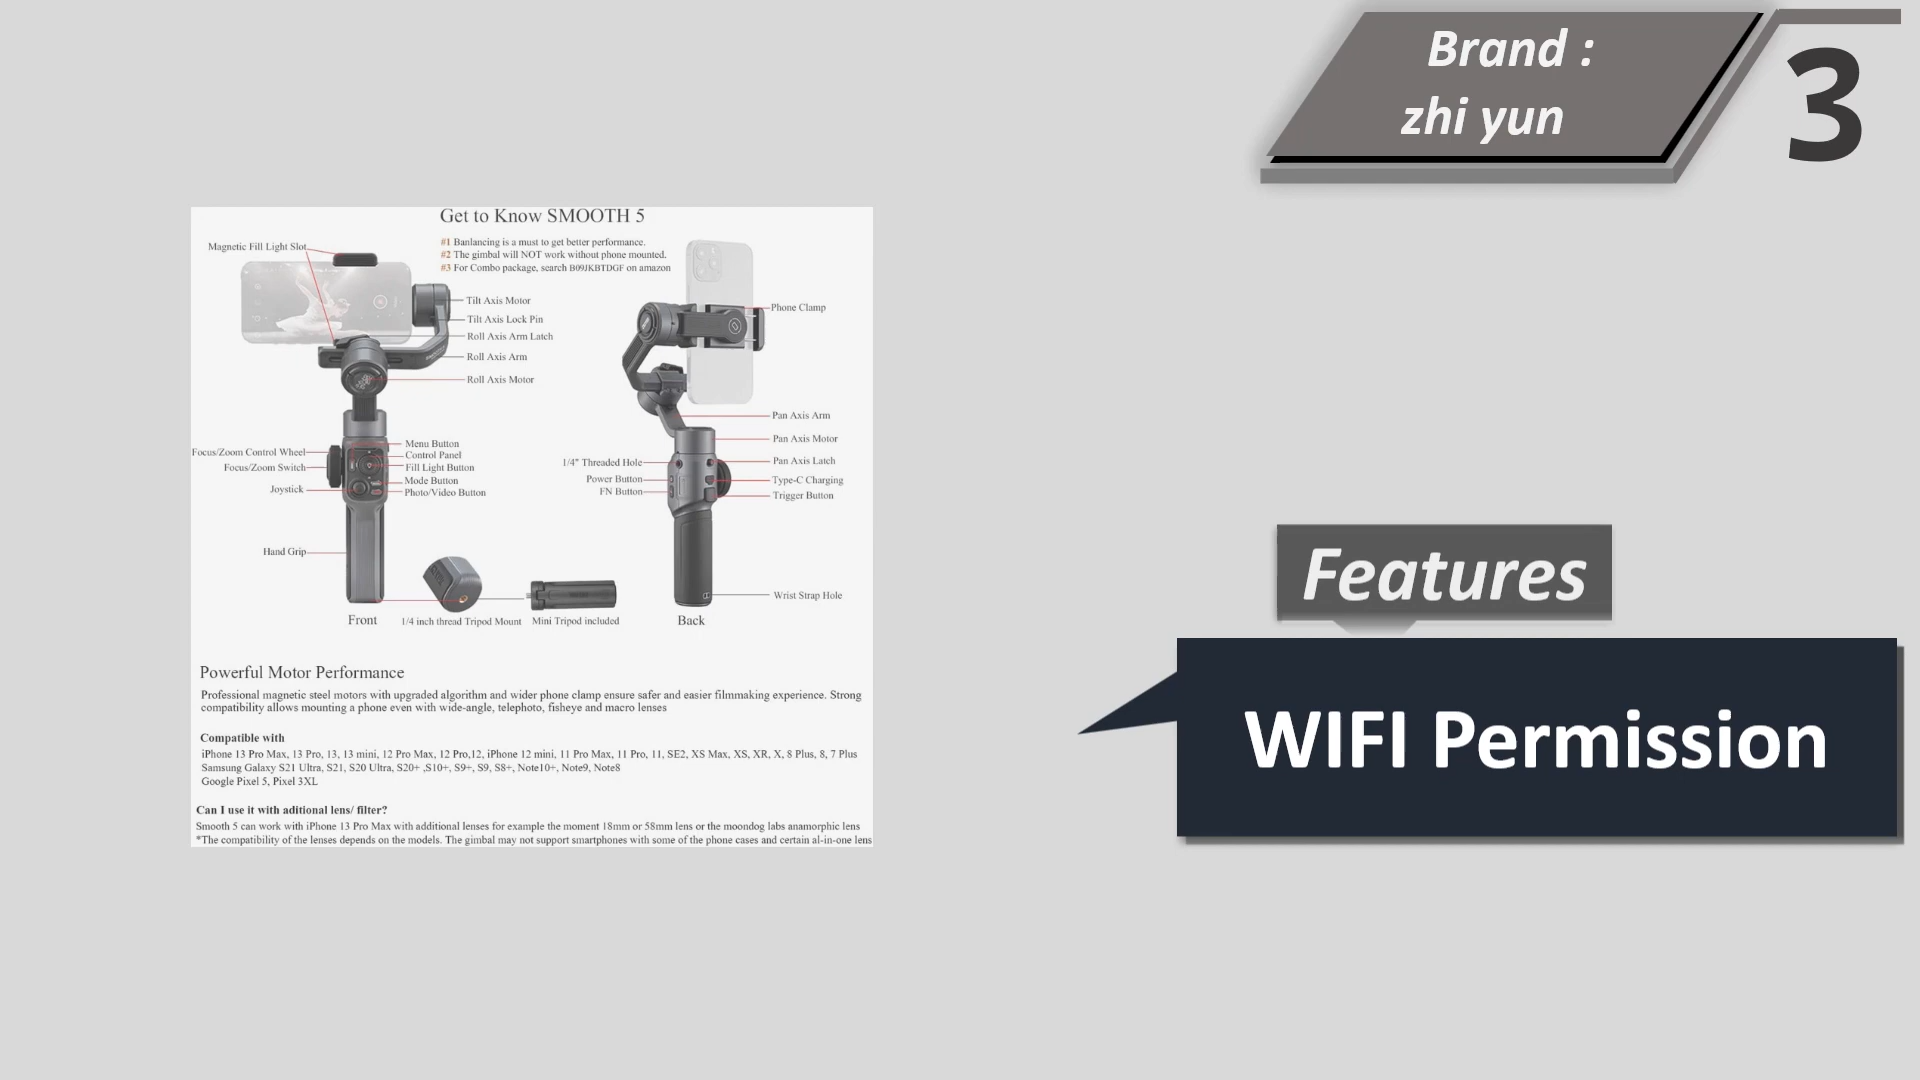 Brand :
zhi yun
3
Get to Know SMOOTH 5
#1 Banlancing is a must to get better performance.
#2 The gimbal will NOT work without phone mounted.
#3 For Combo package, search B09JKBTDGF on amazon
Magnetic Fill Light Slot
Tilt Axis Motor
Tilt Axis Lock Pin
Roll Axis Arm Latch
Roll Axis Arm
Roll Axis Motor
Focus/Zoom Control Wheel
Focus/Zoom Switch
Joystick
Menu Button
Control Panel
Fill Light Button
Mode Button
Photo/Video Button
Hand Grip
Front
1/4 inch thread Tripod Mount
Mini Tripod included
Phone Clamp
Pan Axis Arm
Pan Axis Motor
Pan Axis Latch
Type-C Charging
Trigger Button
1/4" Threaded Hole
Power Button
FN Button
Wrist Strap Hole
Back
Powerful Motor Performance
Professional magnetic steel motors with upgraded algorithm and wider phone clamp ensure safer and easier filmmaking experience. Strong
compatibility allows mounting a phone even with wide-angle, telephoto, fisheye and macro lenses
Compatible with
iPhone 13 Pro Max, 13 Pro, 13, 13 mini, 12 Pro Max, 12 Pro,12, iPhone 12 mini, 11 Pro Max, 11 Pro, 11, SE2, XS Max, XS, XR, X, 8 Plus, 8, 7 Plus
Samsung Galaxy S21 Ultra, S21, S20 Ultra, S20+ ,S10+, S9+, S9, S8+, Note10+, Note9, Note8
Google Pixel 5, Pixel 3XL
Can I use it with aditional lens/ filter?
Smooth 5 can work with iPhone 13 Pro Max with additional lenses for example the moment 18mm or 58mm lens or the moondog labs anamorphic lens
*The compatibility of the lenses depends on the models. The gimbal may not support smartphones with some of the phone cases and certain al-in-one lens
Features
WIFI Permission